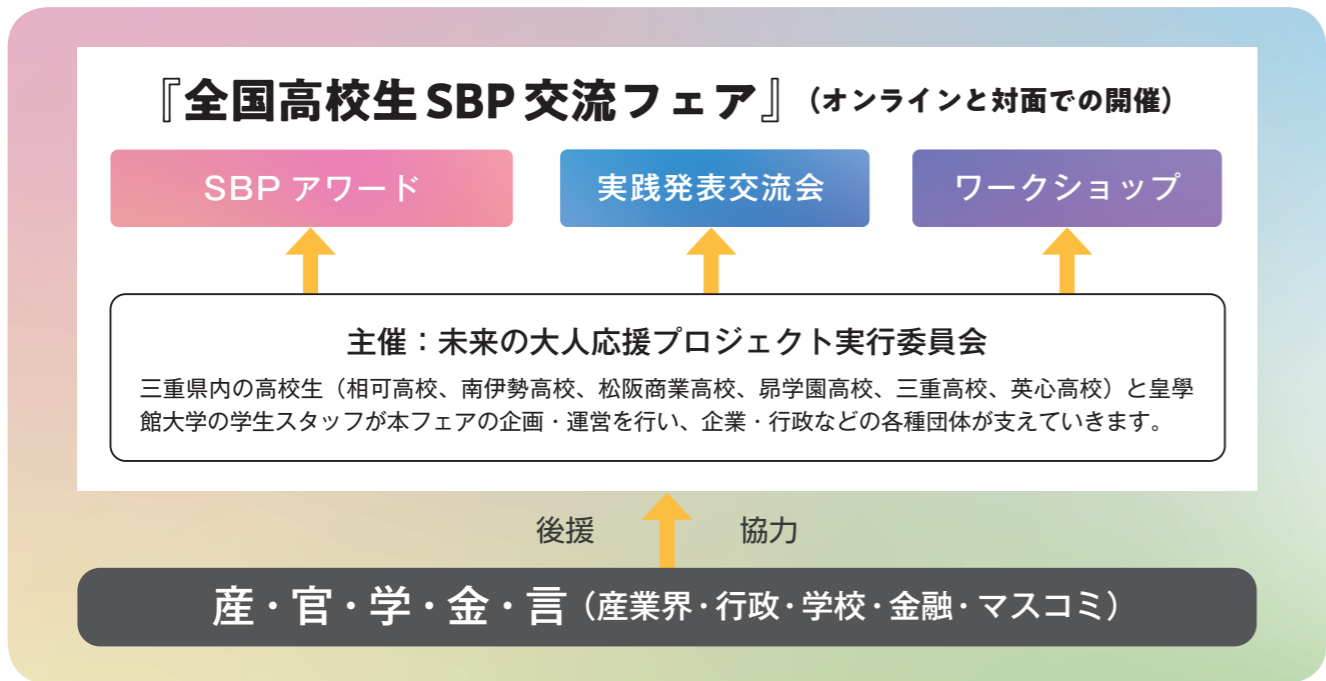 『全国高校生SBP交流フェア』（オンラインと対面での開催）
SBPアワード
実践発表交流会
ワークショップ
主催：未来の大人応援プロジェクト実行委員会
三重県内の高校生（相可高校、南伊勢高校、松阪商業高校、昴学園高校、三重高校、英心高校）と皇學
館大学の学生スタッフが本フェアの企画・運営を行い、企業・行政などの各種団体が支えていきます。
後援
協力
産・官・学・金・言（産業界・行政・学校・金融・マスコミ）